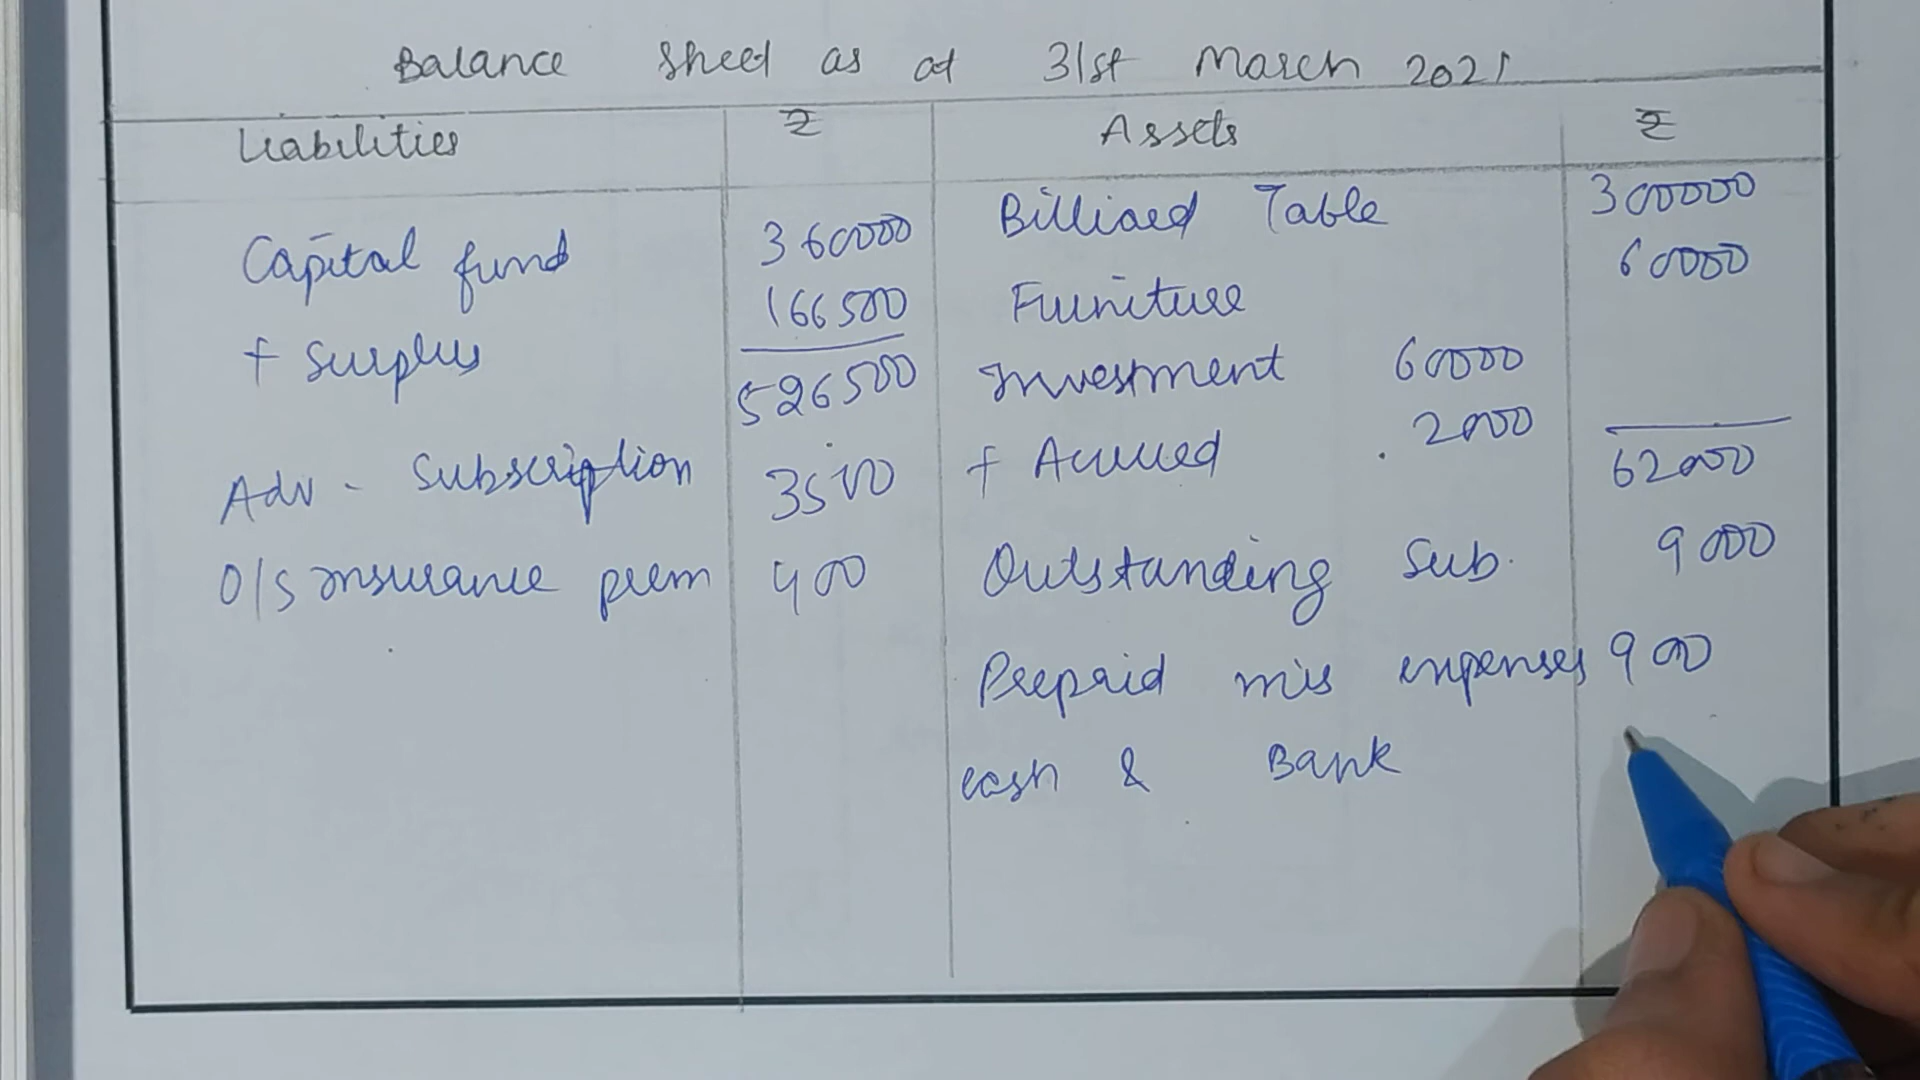 Balance Sheet as at 31st March 2021
Liabilities ₹ Assets ₹
Capital fund 360000 Billiard Table 300000
+ Surplus 166500 Furniture 60000
526500 Investment 60000
Adv - Subscription 3500 + Accrued 2000 62000
O/S Insurance prem 400 Outstanding Sub. 9000
Prepaid mis expenses 900
cash & Bank